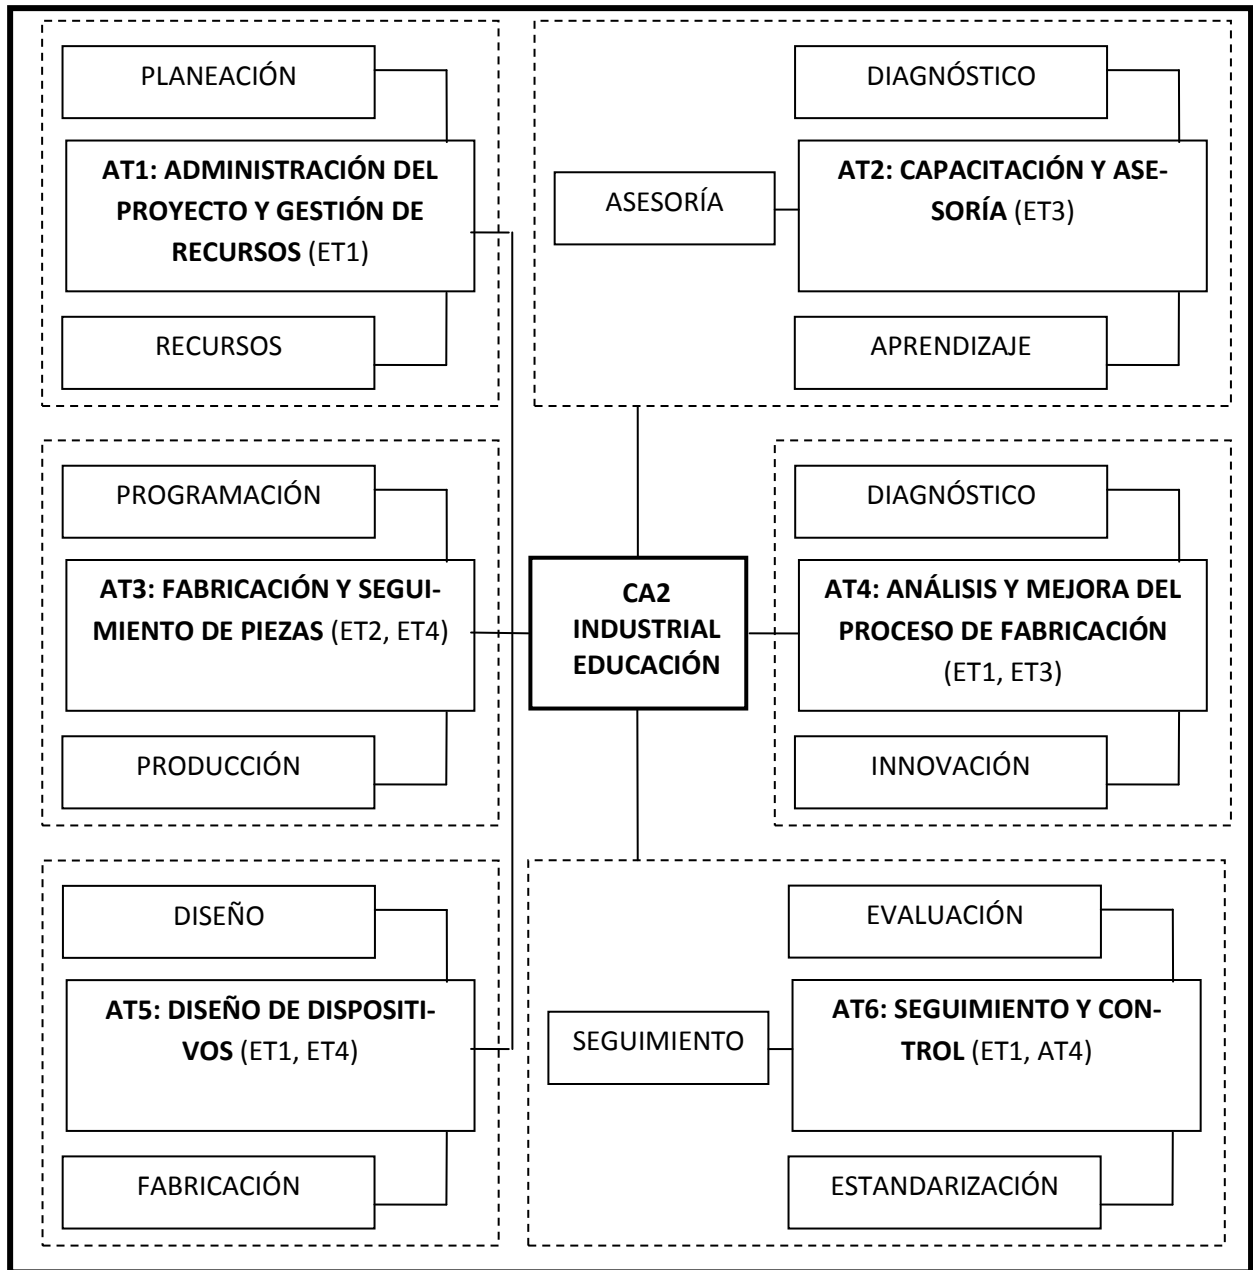 PLANEACIÓN
AT1: ADMINISTRACIÓN DEL
PROYECTO Y GESTIÓN DE
RECURSOS (ET1)
RECURSOS
DIAGNÓSTICO
ASESORÍA
AT2: CAPACITACIÓN Y ASE-
SORÍA (ET3)
APRENDIZAJE
PROGRAMACIÓN
AT3: FABRICACIÓN Y SEGUI-
MIENTO DE PIEZAS (ET2, ET4)
PRODUCCIÓN
CA2
INDUSTRIAL
EDUCACIÓN
DIAGNÓSTICO
AT4: ANÁLISIS Y MEJORA DEL
PROCESO DE FABRICACIÓN
(ET1, ET3)
INNOVACIÓN
DISEÑO
AT5: DISEÑO DE DISPOSITI-
VOS (ET1, ET4)
FABRICACIÓN
EVALUACIÓN
SEGUIMIENTO
AT6: SEGUIMIENTO Y CON-
TROL (ET1, AT4)
ESTANDARIZACIÓN